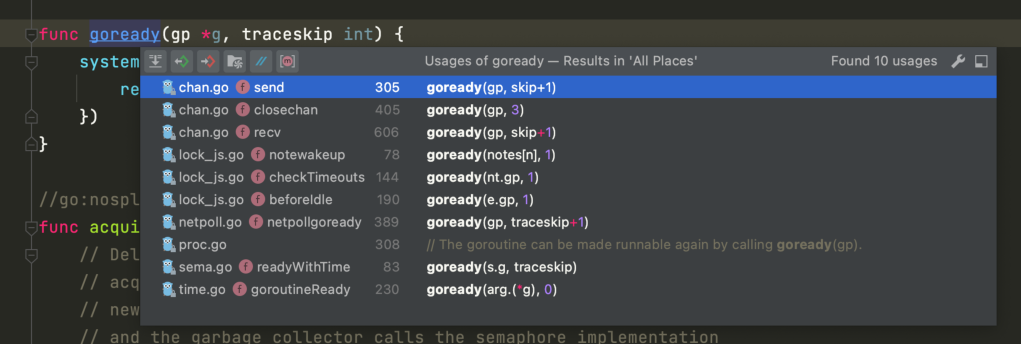 func goready(gp *g, traceskip int) {
system
Usages of goready — Results in 'All Places'
Found 10 usages
re
chan.go f send 305 goready(gp, skip+1)
chan.go f closechan 405 goready(gp, 3)
})
chan.go f recv 606 goready(gp, skip+1)
}
lock_js.go f notewakeup 78 goready(notes[n], 1)
lock_js.go f checkTimeouts 144 goready(nt.gp, 1)
//go:nospl
lock_js.go f beforeIdle 190 goready(e.gp, 1)
func acqui
netpoll.go f netpollgoready 389 goready(gp, traceskip+1)
// Del
proc.go 308 // The goroutine can be made runnable again by calling goready(gp).
// acq
sema.go f readyWithTime 83 goready(s.g, traceskip)
// new
time.go f goroutineReady 230 goready(arg.(*g), 0)
// and the garbage collector calls the semaphore implementation